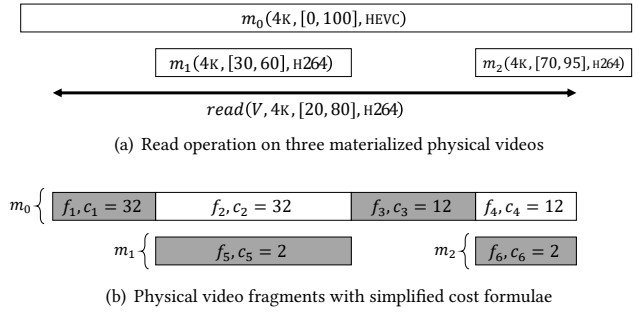 m₀(4K, [0, 100], HEVC)
m₁(4K, [30, 60], H264)
m₂(4K, [70, 95], H264)
read(V, 4K, [20, 80], H264)
(a) Read operation on three materialized physical videos
m₀ { f₁, c₁ = 32 f₂, c₂ = 32 f₃, c₃ = 12 f₄, c₄ = 12
m₁ { f₅, c₅ = 2 m₂ { f₆, c₆ = 2
(b) Physical video fragments with simplified cost formulae